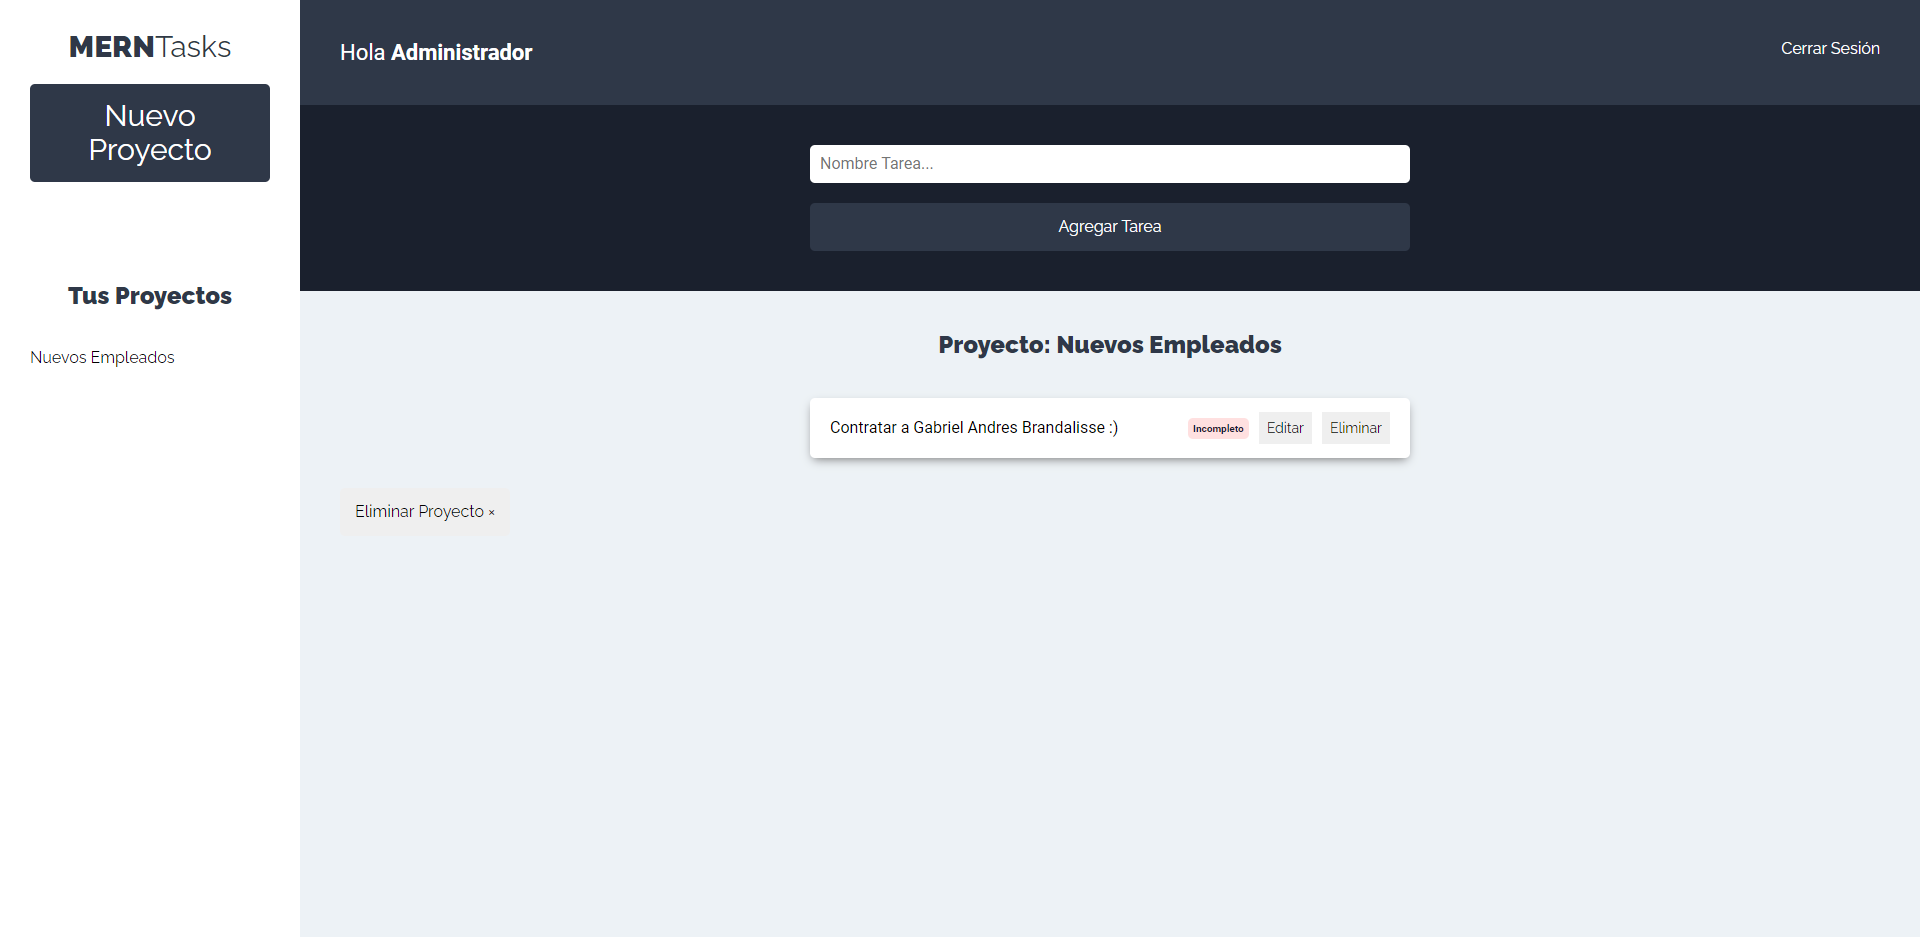 MERNTasks
Nuevo
Proyecto
Tus Proyectos
Nuevos Empleados
Hola Administrador
Cerrar Sesión
Nombre Tarea...
Agregar Tarea
Proyecto: Nuevos Empleados
Contratar a Gabriel Andres Brandalisse :) Incompleto Editar Eliminar
Eliminar Proyecto ×